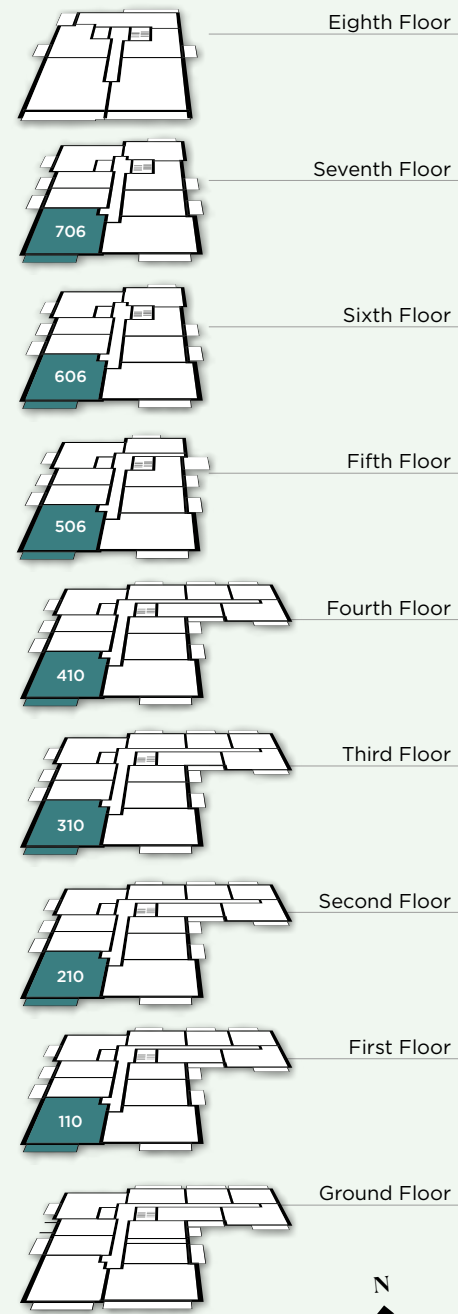 Eighth Floor
Seventh Floor
706
Sixth Floor
606
Fifth Floor
506
Fourth Floor
410
Third Floor
310
Second Floor
210
First Floor
110
Ground Floor
N